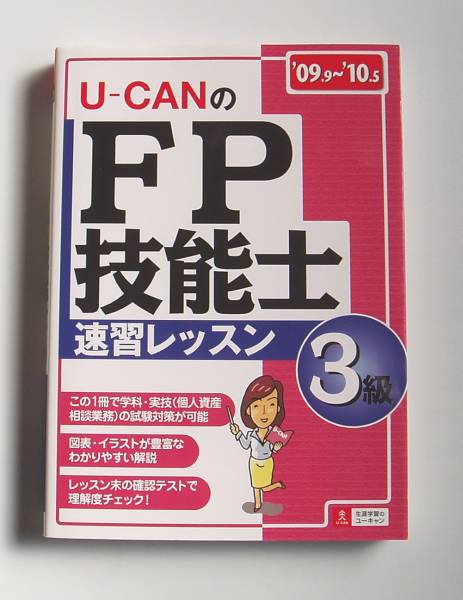 '09.9~'10.5
U-CANの
FP
技能士
速習レッスン
3級
この1冊で学科・実技(個人資産
相談業務)の試験対策が可能
図表・イラストが豊富な
わかりやすい解説
レッスン末の確認テストで
理解度チェック!
U-CAN
生涯学習の
ユーキャン